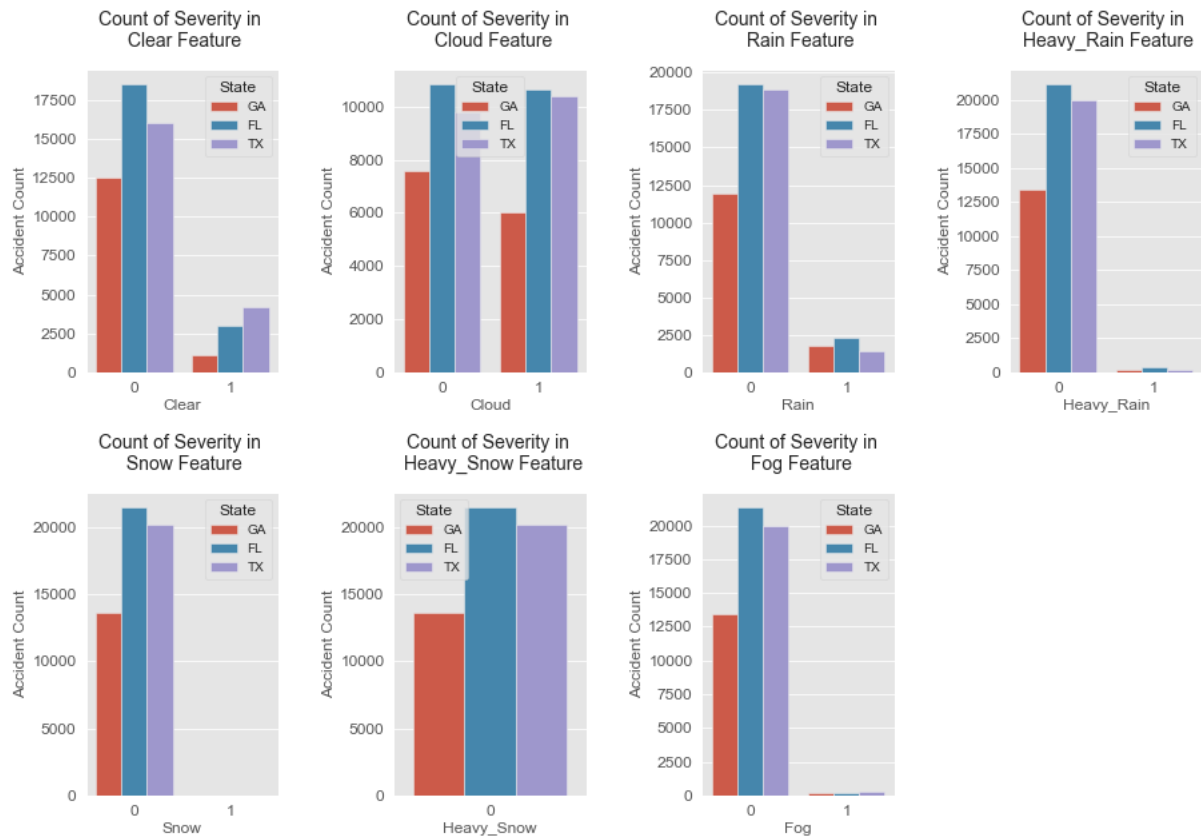 Count of Severity in
Clear Feature
Accident Count
17500
15000
12500
10000
7500
5000
2500
0
State
GA
FL
TX
0 1
Clear
Count of Severity in
Cloud Feature
Accident Count
10000
8000
6000
4000
2000
0
State
GA
FL
TX
0 1
Cloud
Count of Severity in
Rain Feature
Accident Count
20000
17500
15000
12500
10000
7500
5000
2500
0
State
GA
FL
TX
0 1
Rain
Count of Severity in
Heavy_Rain Feature
Accident Count
20000
17500
15000
12500
10000
7500
5000
2500
0
State
GA
FL
TX
0 1
Heavy_Rain
Count of Severity in
Snow Feature
Accident Count
20000
15000
10000
5000
0
State
GA
FL
TX
0 1
Snow
Count of Severity in
Heavy_Snow Feature
Accident Count
20000
15000
10000
5000
0
State
GA
FL
TX
0
Heavy_Snow
Count of Severity in
Fog Feature
Accident Count
20000
17500
15000
12500
10000
7500
5000
2500
0
State
GA
FL
TX
0 1
Fog